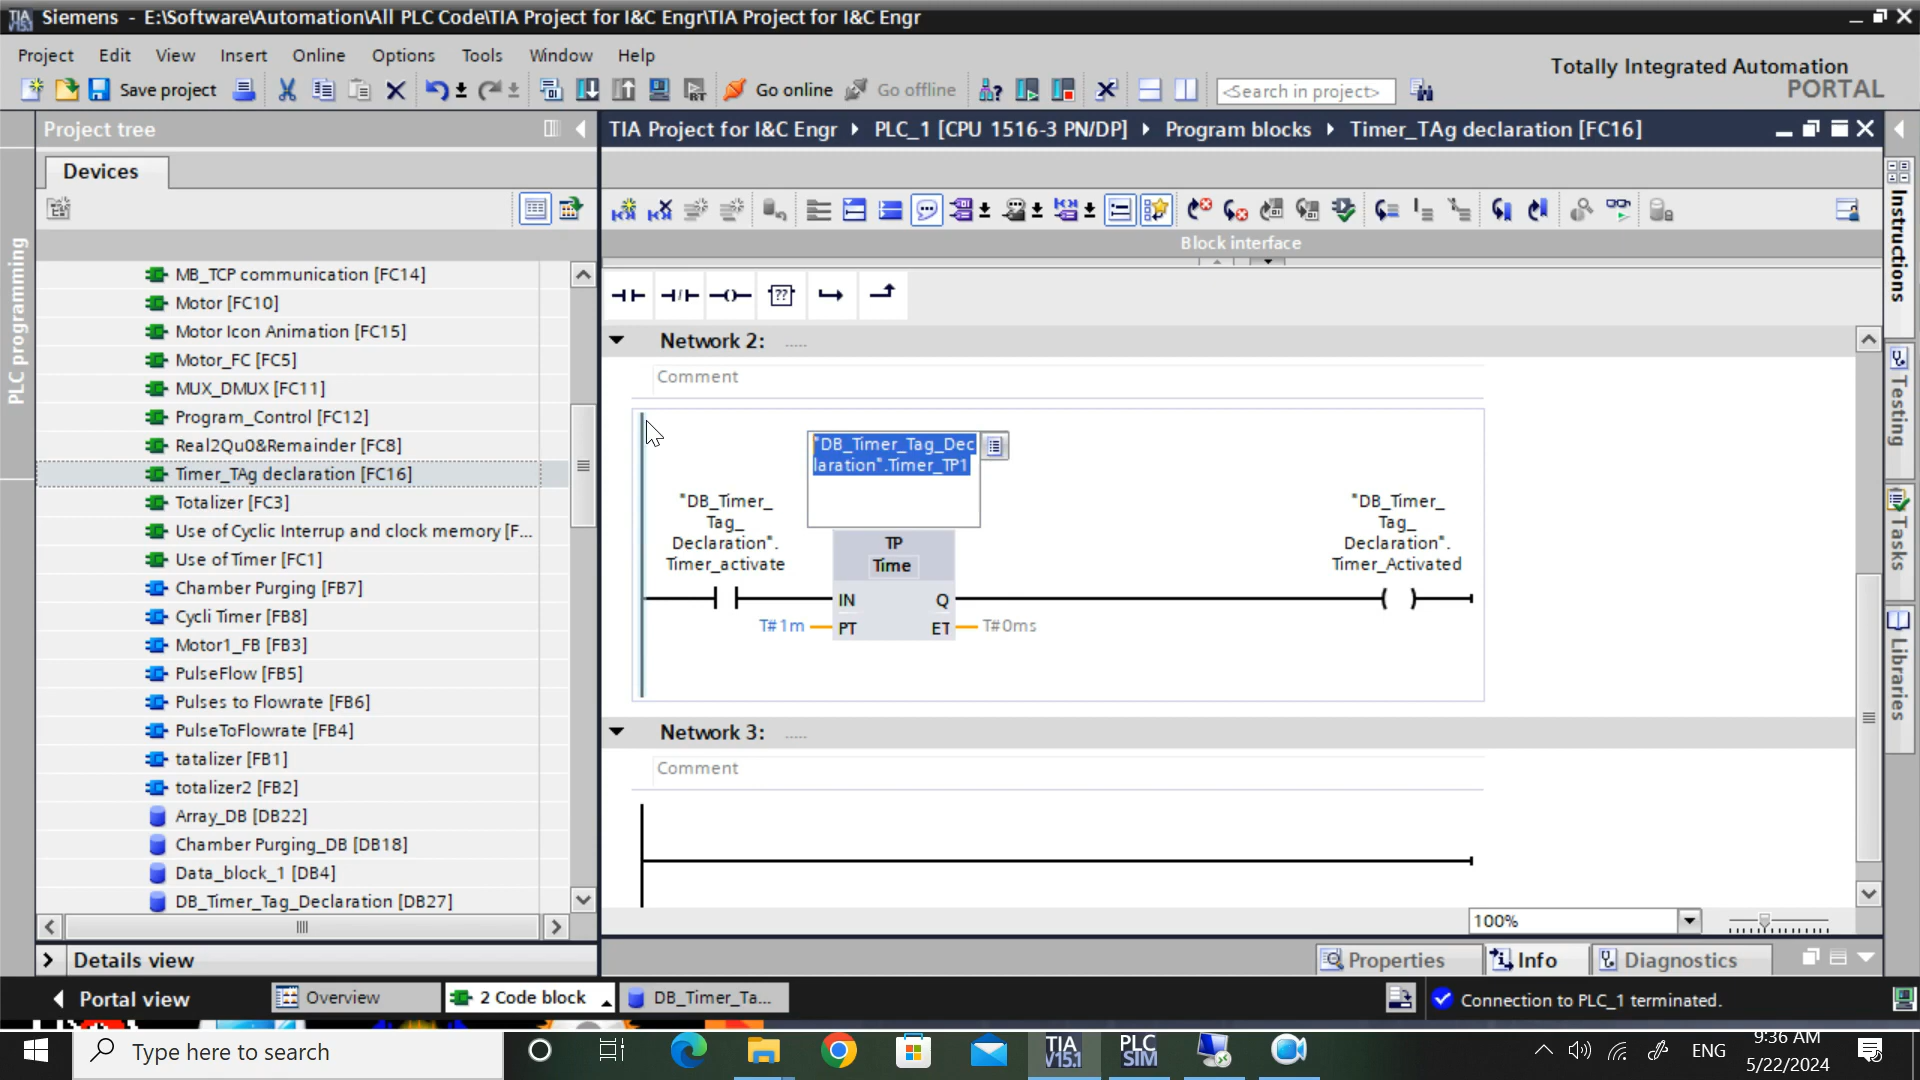 Siemens - E:\Software\Automation\All PLC Code\TIA Project for I&C Engr\TIA Project for I&C Engr
Project Edit View Insert Online Options Tools Window Help
Totally Integrated Automation
PORTAL
Save project
Go online
Go offline
<Search in project>
Project tree
TIA Project for I&C Engr PLC_1 [CPU 1516-3 PN/DP] Program blocks Timer_TAg declaration [FC16]
Devices
PLC programming
Block interface
MB_TCP communication [FC14]
Motor [FC10]
Motor Icon Animation [FC15]
Motor_FC [FC5]
MUX_DMUX [FC11]
Program_Control [FC12]
Real2Qu0&Remainder [FC8]
Timer_TAg declaration [FC16]
Totalizer [FC3]
Use of Cyclic Interrup and clock memory [F...
Use of Timer [FC1]
Chamber Purging [FB7]
Cycli Timer [FB8]
Motor1_FB [FB3]
PulseFlow [FB5]
Pulses to Flowrate [FB6]
PulseToFlowrate [FB4]
tatalizer [FB1]
totalizer2 [FB2]
Array_DB [DB22]
Chamber Purging_DB [DB18]
Data_block_1 [DB4]
DB_Timer_Tag_Declaration [DB27]
Details view
??
Network 2: .....
Comment
"DB_Timer_Tag_Dec
laration".Timer_TP1
"DB_Timer_
Tag_
Declaration".
Timer_activate
TP
Time
IN Q
T#1m PT ET T#0ms
"DB_Timer_
Tag_
Declaration".
Timer_Activated
Network 3: .....
Comment
100%
Instructions
Testing
Tasks
Libraries
Properties
Info
Diagnostics
Portal view
Overview
2 Code block
DB_Timer_Ta...
Connection to PLC_1 terminated.
Type here to search
TIA
V15.1
PLC
SIM
ENG
9:36 AM
5/22/2024